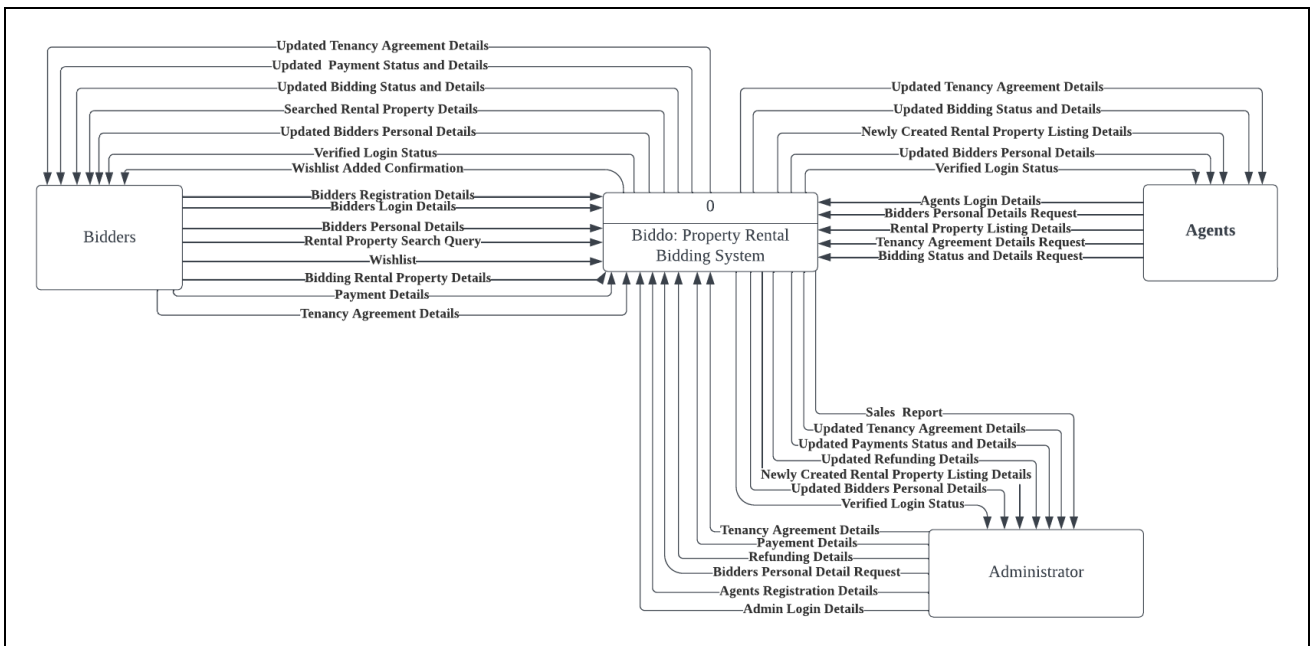 Updated Tenancy Agreement Details
Updated Payment Status and Details
Updated Bidding Status and Details
Searched Rental Property Details
Updated Bidders Personal Details
Verified Login Status
Wishlist Added Confirmation
Bidders
Bidders Registration Details
Bidders Login Details
Bidders Personal Details
Rental Property Search Query
Wishlist
Bidding Rental Property Details
Payment Details
Tenancy Agreement Details
0
Biddo: Property Rental
Bidding System
Updated Tenancy Agreement Details
Updated Bidding Status and Details
Newly Created Rental Property Listing Details
Updated Bidders Personal Details
Verified Login Status
Agents Login Details
Bidders Personal Details Request
Rental Property Listing Details
Tenancy Agreement Details Request
Bidding Status and Details Request
Agents
Sales Report
Updated Tenancy Agreement Details
Updated Payments Status and Details
Updated Refunding Details
Newly Created Rental Property Listing Details
Updated Bidders Personal Details
Verified Login Status
Tenancy Agreement Details
Payement Details
Refunding Details
Bidders Personal Detail Request
Agents Registration Details
Admin Login Details
Administrator